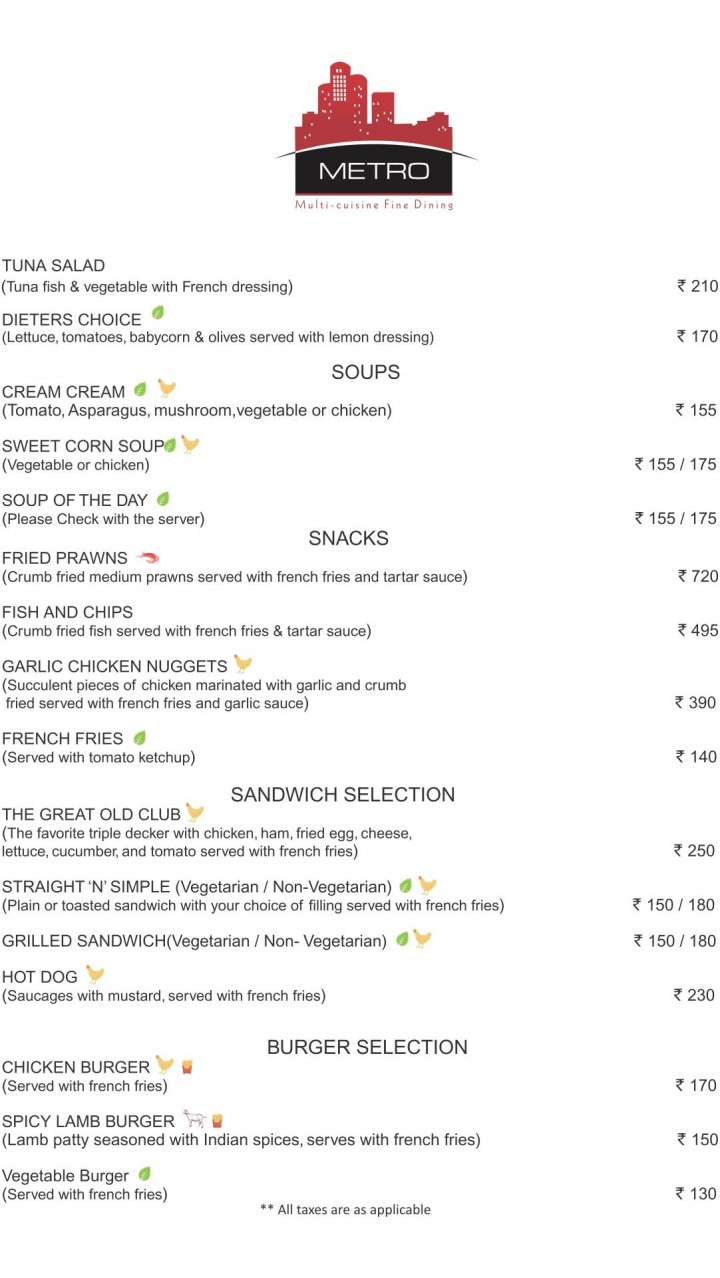 METRO
Multi-cuisine Fine Dining
TUNA SALAD
(Tuna fish & vegetable with French dressing) ₹ 210
DIETERS CHOICE
(Lettuce, tomatoes, babycorn & olives served with lemon dressing) ₹ 170
SOUPS
CREAM CREAM
(Tomato, Asparagus, mushroom,vegetable or chicken) ₹ 155
SWEET CORN SOUP
(Vegetable or chicken) ₹ 155 / 175
SOUP OF THE DAY
(Please Check with the server) ₹ 155 / 175
SNACKS
FRIED PRAWNS
(Crumb fried medium prawns served with french fries and tartar sauce) ₹ 720
FISH AND CHIPS
(Crumb fried fish served with french fries & tartar sauce) ₹ 495
GARLIC CHICKEN NUGGETS
(Succulent pieces of chicken marinated with garlic and crumb
fried served with french fries and garlic sauce) ₹ 390
FRENCH FRIES
(Served with tomato ketchup) ₹ 140
SANDWICH SELECTION
THE GREAT OLD CLUB
(The favorite triple decker with chicken, ham, fried egg, cheese,
lettuce, cucumber, and tomato served with french fries) ₹ 250
STRAIGHT ‘N’ SIMPLE (Vegetarian / Non-Vegetarian)
(Plain or toasted sandwich with your choice of filling served with french fries) ₹ 150 / 180
GRILLED SANDWICH(Vegetarian / Non- Vegetarian) ₹ 150 / 180
HOT DOG
(Saucages with mustard, served with french fries) ₹ 230
BURGER SELECTION
CHICKEN BURGER
(Served with french fries) ₹ 170
SPICY LAMB BURGER
(Lamb patty seasoned with Indian spices, serves with french fries) ₹ 150
Vegetable Burger
(Served with french fries) ₹ 130
** All taxes are as applicable